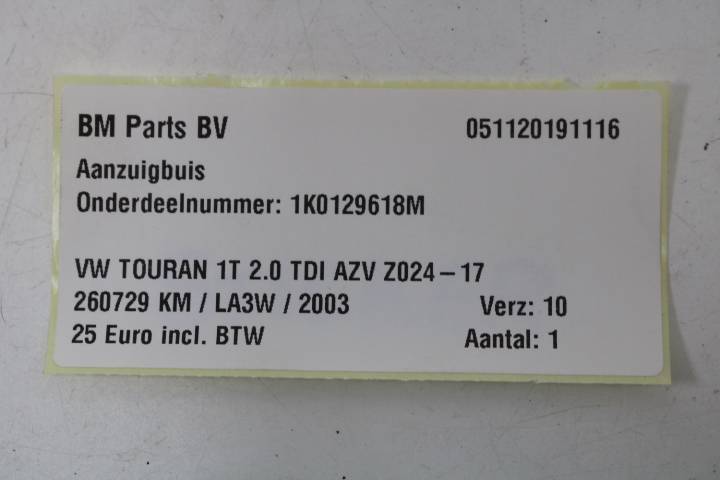 BM Parts BV 051120191116
Aanzuigbuis
Onderdeelnummer: 1K0129618M
VW TOURAN 1T 2.0 TDI AZV Z024-17
260729 KM / LA3W / 2003 Verz: 10
25 Euro incl. BTW Aantal: 1